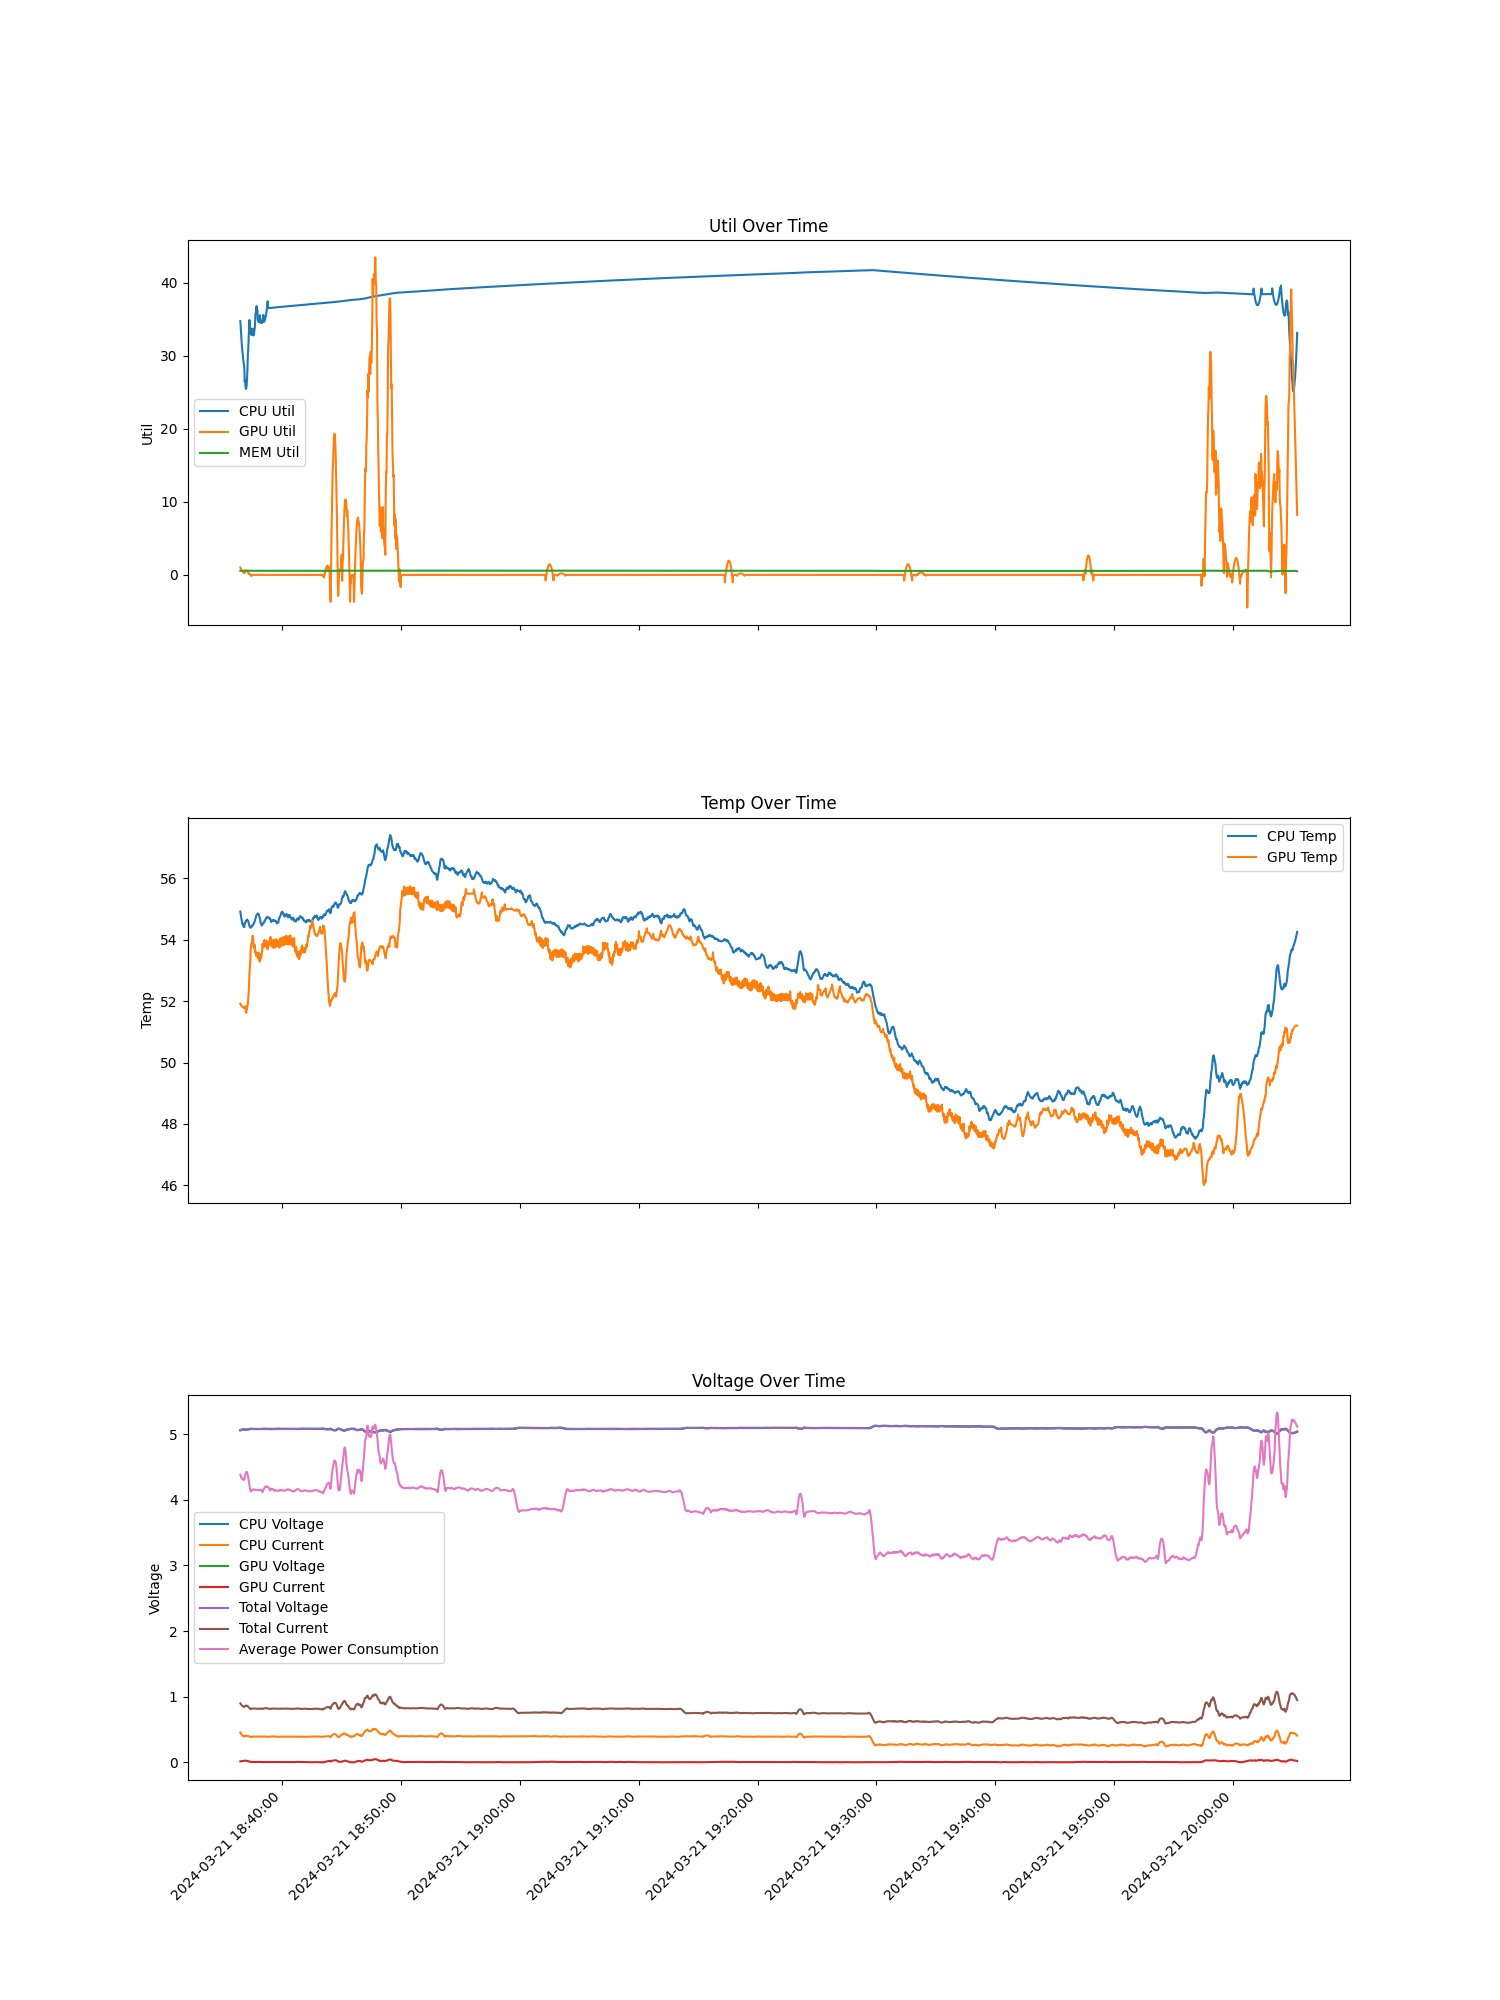 Util Over Time
40
30
20
10
0
Util
CPU Util
GPU Util
MEM Util
Temp Over Time
56
54
52
50
48
46
Temp
CPU Temp
GPU Temp
Voltage Over Time
5
4
3
2
1
0
Voltage
CPU Voltage
CPU Current
GPU Voltage
GPU Current
Total Voltage
Total Current
Average Power Consumption
2024-03-21 18:40:00
2024-03-21 18:50:00
2024-03-21 19:00:00
2024-03-21 19:10:00
2024-03-21 19:20:00
2024-03-21 19:30:00
2024-03-21 19:40:00
2024-03-21 19:50:00
2024-03-21 20:00:00